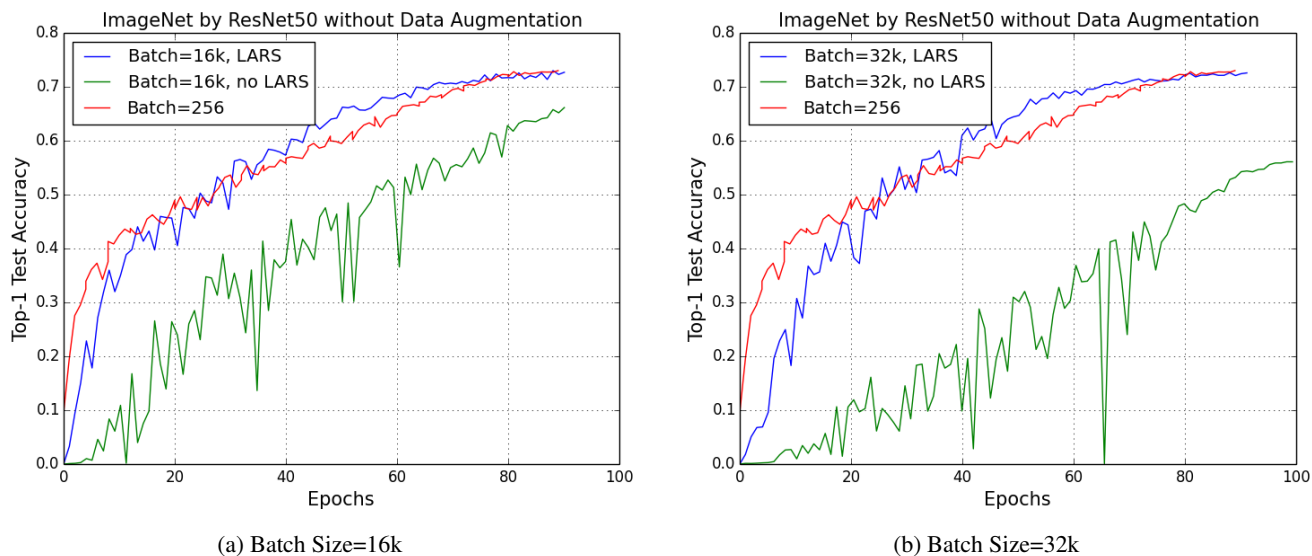 ImageNet by ResNet50 without Data Augmentation
0.8
0.7
0.6
0.5
0.4
0.3
0.2
0.1
0.0
Top-1 Test Accuracy
Batch=16k, LARS
Batch=16k, no LARS
Batch=256
0 20 40 60 80 100
Epochs
(a) Batch Size=16k
ImageNet by ResNet50 without Data Augmentation
0.8
0.7
0.6
0.5
0.4
0.3
0.2
0.1
0.0
Top-1 Test Accuracy
Batch=32k, LARS
Batch=32k, no LARS
Batch=256
0 20 40 60 80 100
Epochs
(b) Batch Size=32k